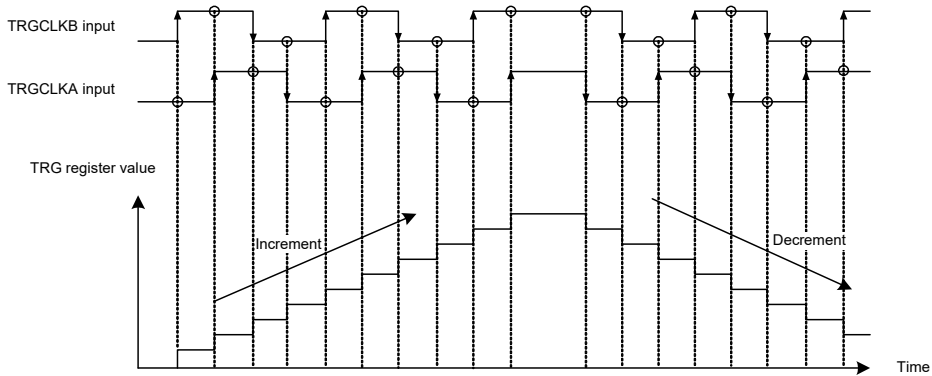 TRGCLKB input
TRGCLKA input
TRG register value
Increment
Decrement
Time